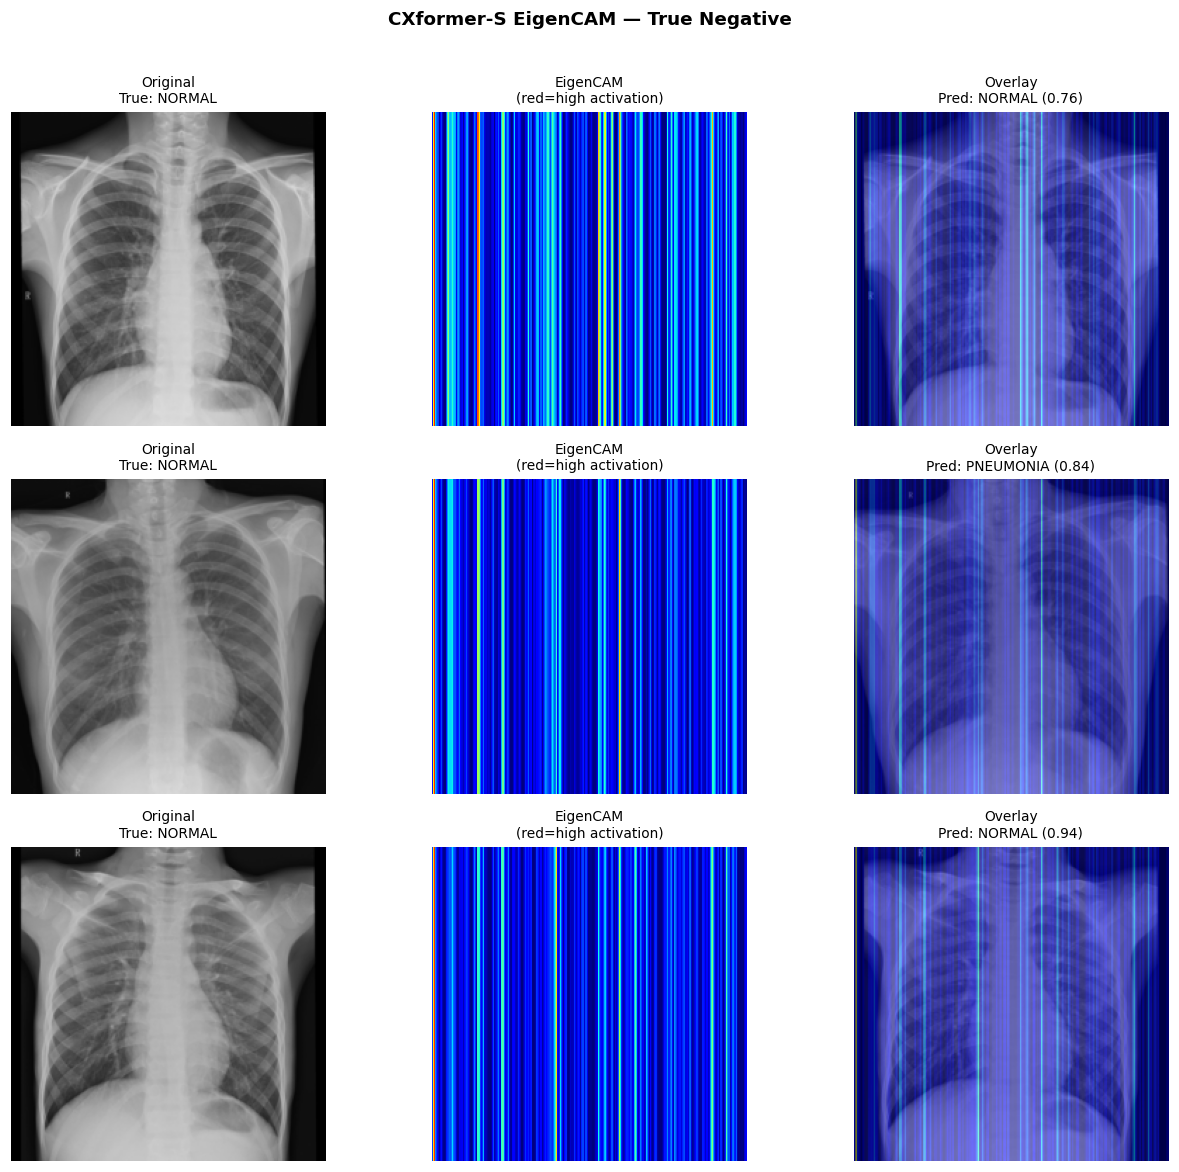 CXformer-S EigenCAM — True Negative
Original
True: NORMAL
EigenCAM
(red=high activation)
Overlay
Pred: NORMAL (0.76)
Original
True: NORMAL
EigenCAM
(red=high activation)
Overlay
Pred: PNEUMONIA (0.84)
Original
True: NORMAL
EigenCAM
(red=high activation)
Overlay
Pred: NORMAL (0.94)